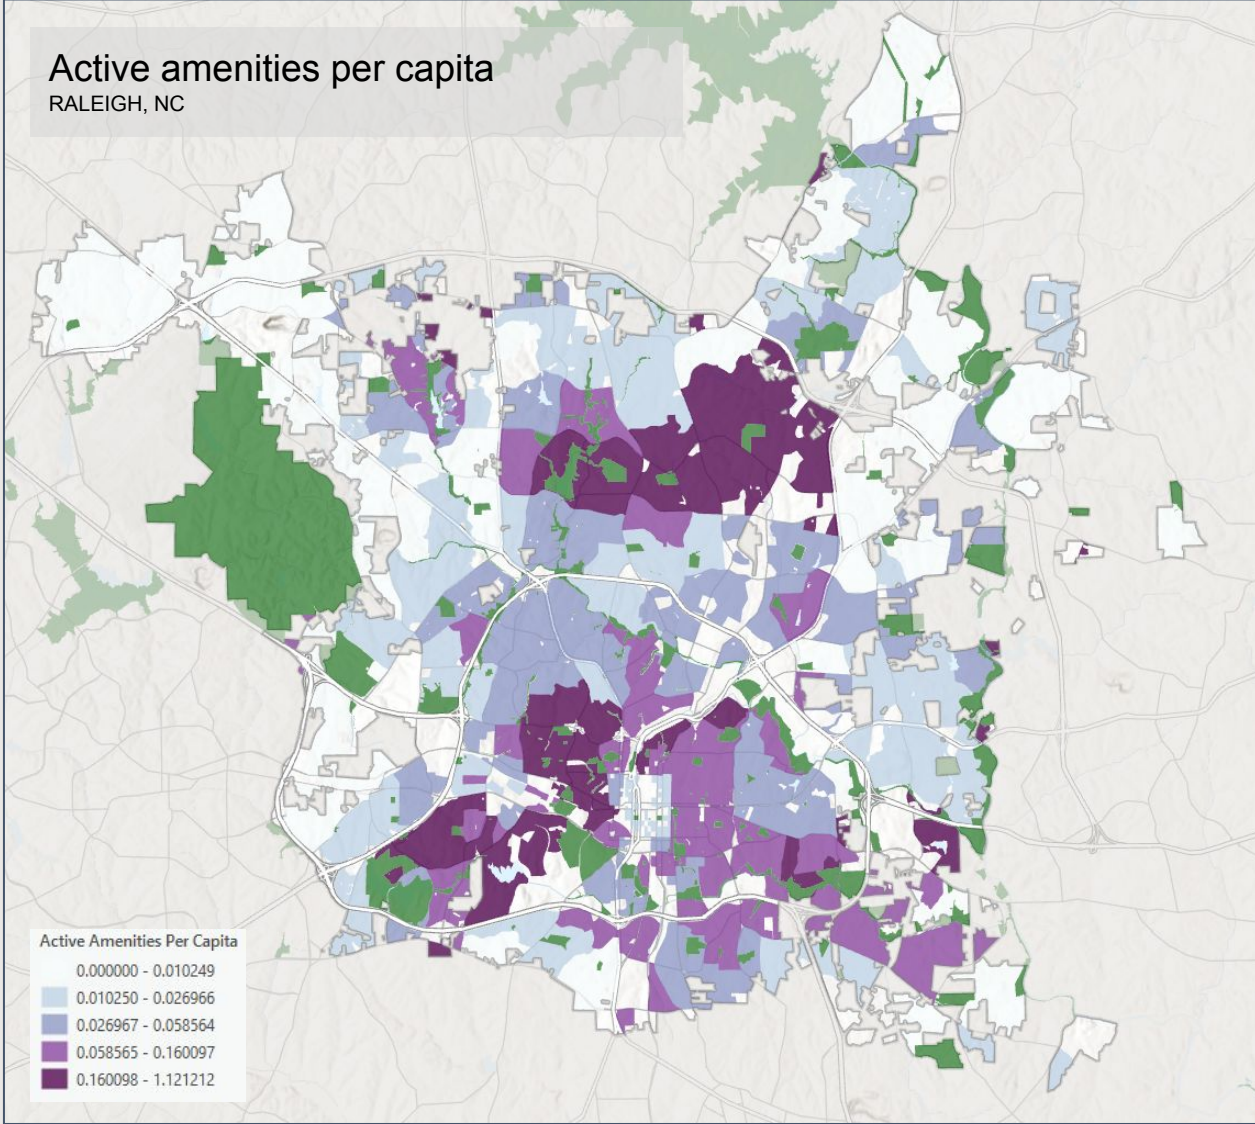 Active amenities per capita
RALEIGH, NC
Active Amenities Per Capita
0.000000 - 0.010249
0.010250 - 0.026966
0.026967 - 0.058564
0.058565 - 0.160097
0.160098 - 1.121212